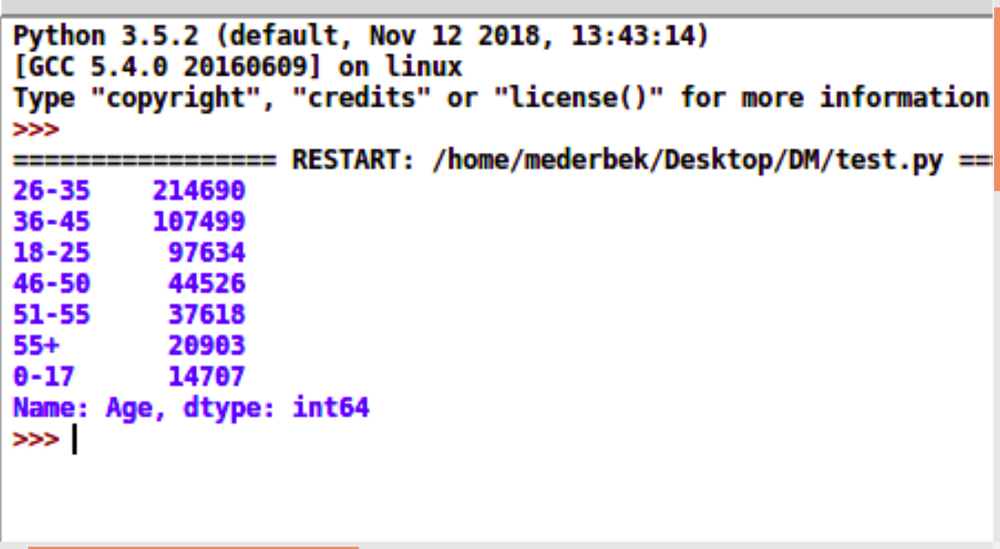 Python 3.5.2 (default, Nov 12 2018, 13:43:14)
[GCC 5.4.0 20160609] on linux
Type "copyright", "credits" or "license()" for more information
>>>
================= RESTART: /home/mederbek/Desktop/DM/test.py ===
26-35    214690
36-45    107499
18-25     97634
46-50     44526
51-55     37618
55+       20903
0-17      14707
Name: Age, dtype: int64
>>>